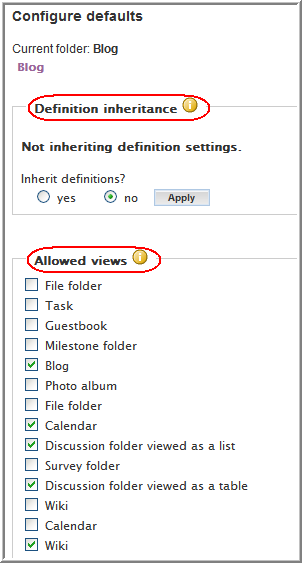 Configure defaults
Current folder: Blog
Blog
Definition inheritance
Not inheriting definition settings.
Inherit definitions?
yes no Apply
Allowed views
File folder
Task
Guestbook
Milestone folder
Blog
Photo album
File folder
Calendar
Discussion folder viewed as a list
Survey folder
Discussion folder viewed as a table
Wiki
Calendar
Wiki